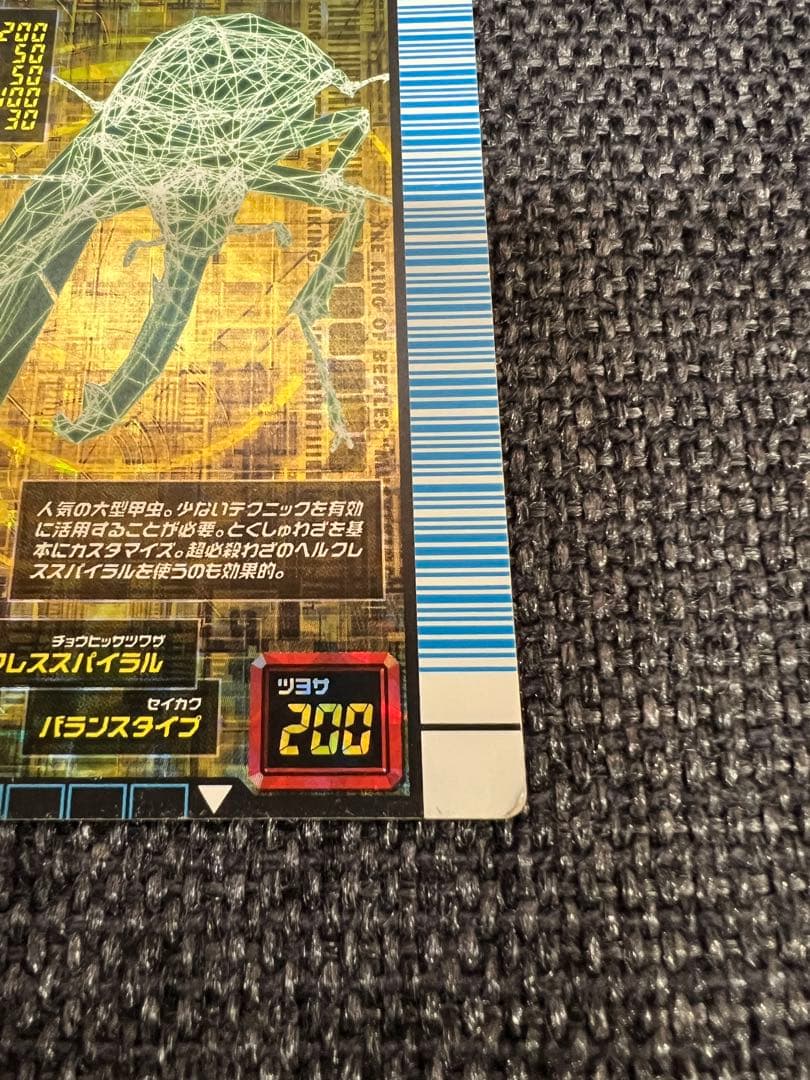 200
50
50
100
30
HE KING OF BEETLES
KING
人気の大型甲虫。少ないテクニックを有効
に活用することが必要。とくしゅわざを基
本にカスタマイズ。超必殺わざのヘルクレ
ススパイラルを使うのも効果的。
チョウヒッサツワザ
レススパイラル
セイカク
バランスタイプ
ツヨサ
200